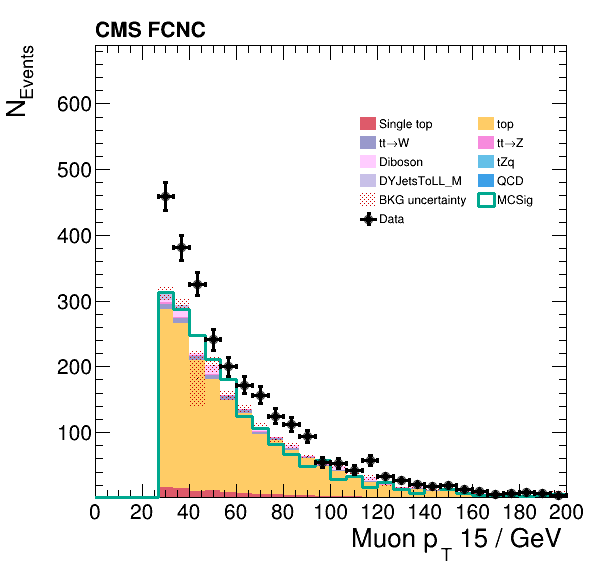 CMS FCNC
N_Events
600
500
400
300
200
100
Single top
top
tt→W
tt→Z
Diboson
tZq
DYJetsToLL_M
QCD
BKG uncertainty
MCSig
Data
0 20 40 60 80 100 120 140 160 180 200
Muon p_T 15 / GeV